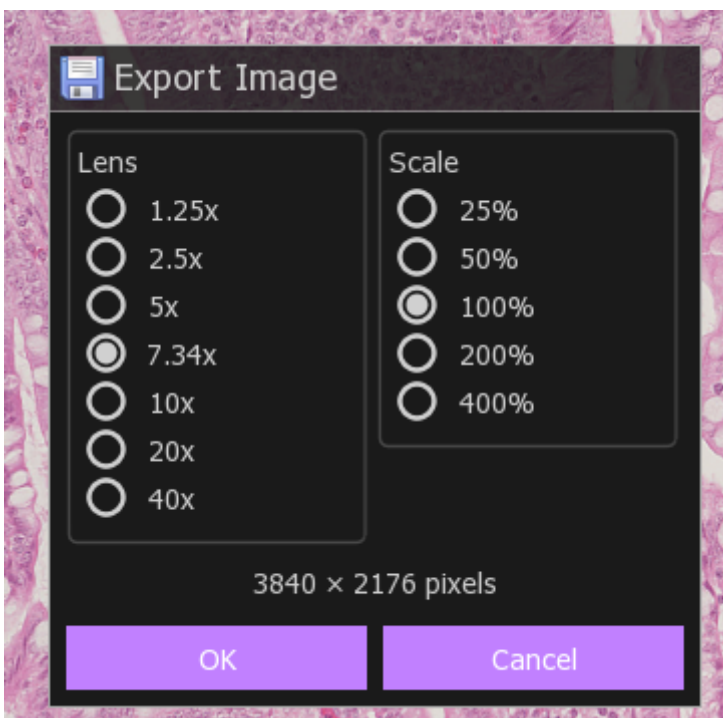 Export Image
Lens
1.25x
2.5x
5x
7.34x
10x
20x
40x
Scale
25%
50%
100%
200%
400%
3840 × 2176 pixels
OK
Cancel